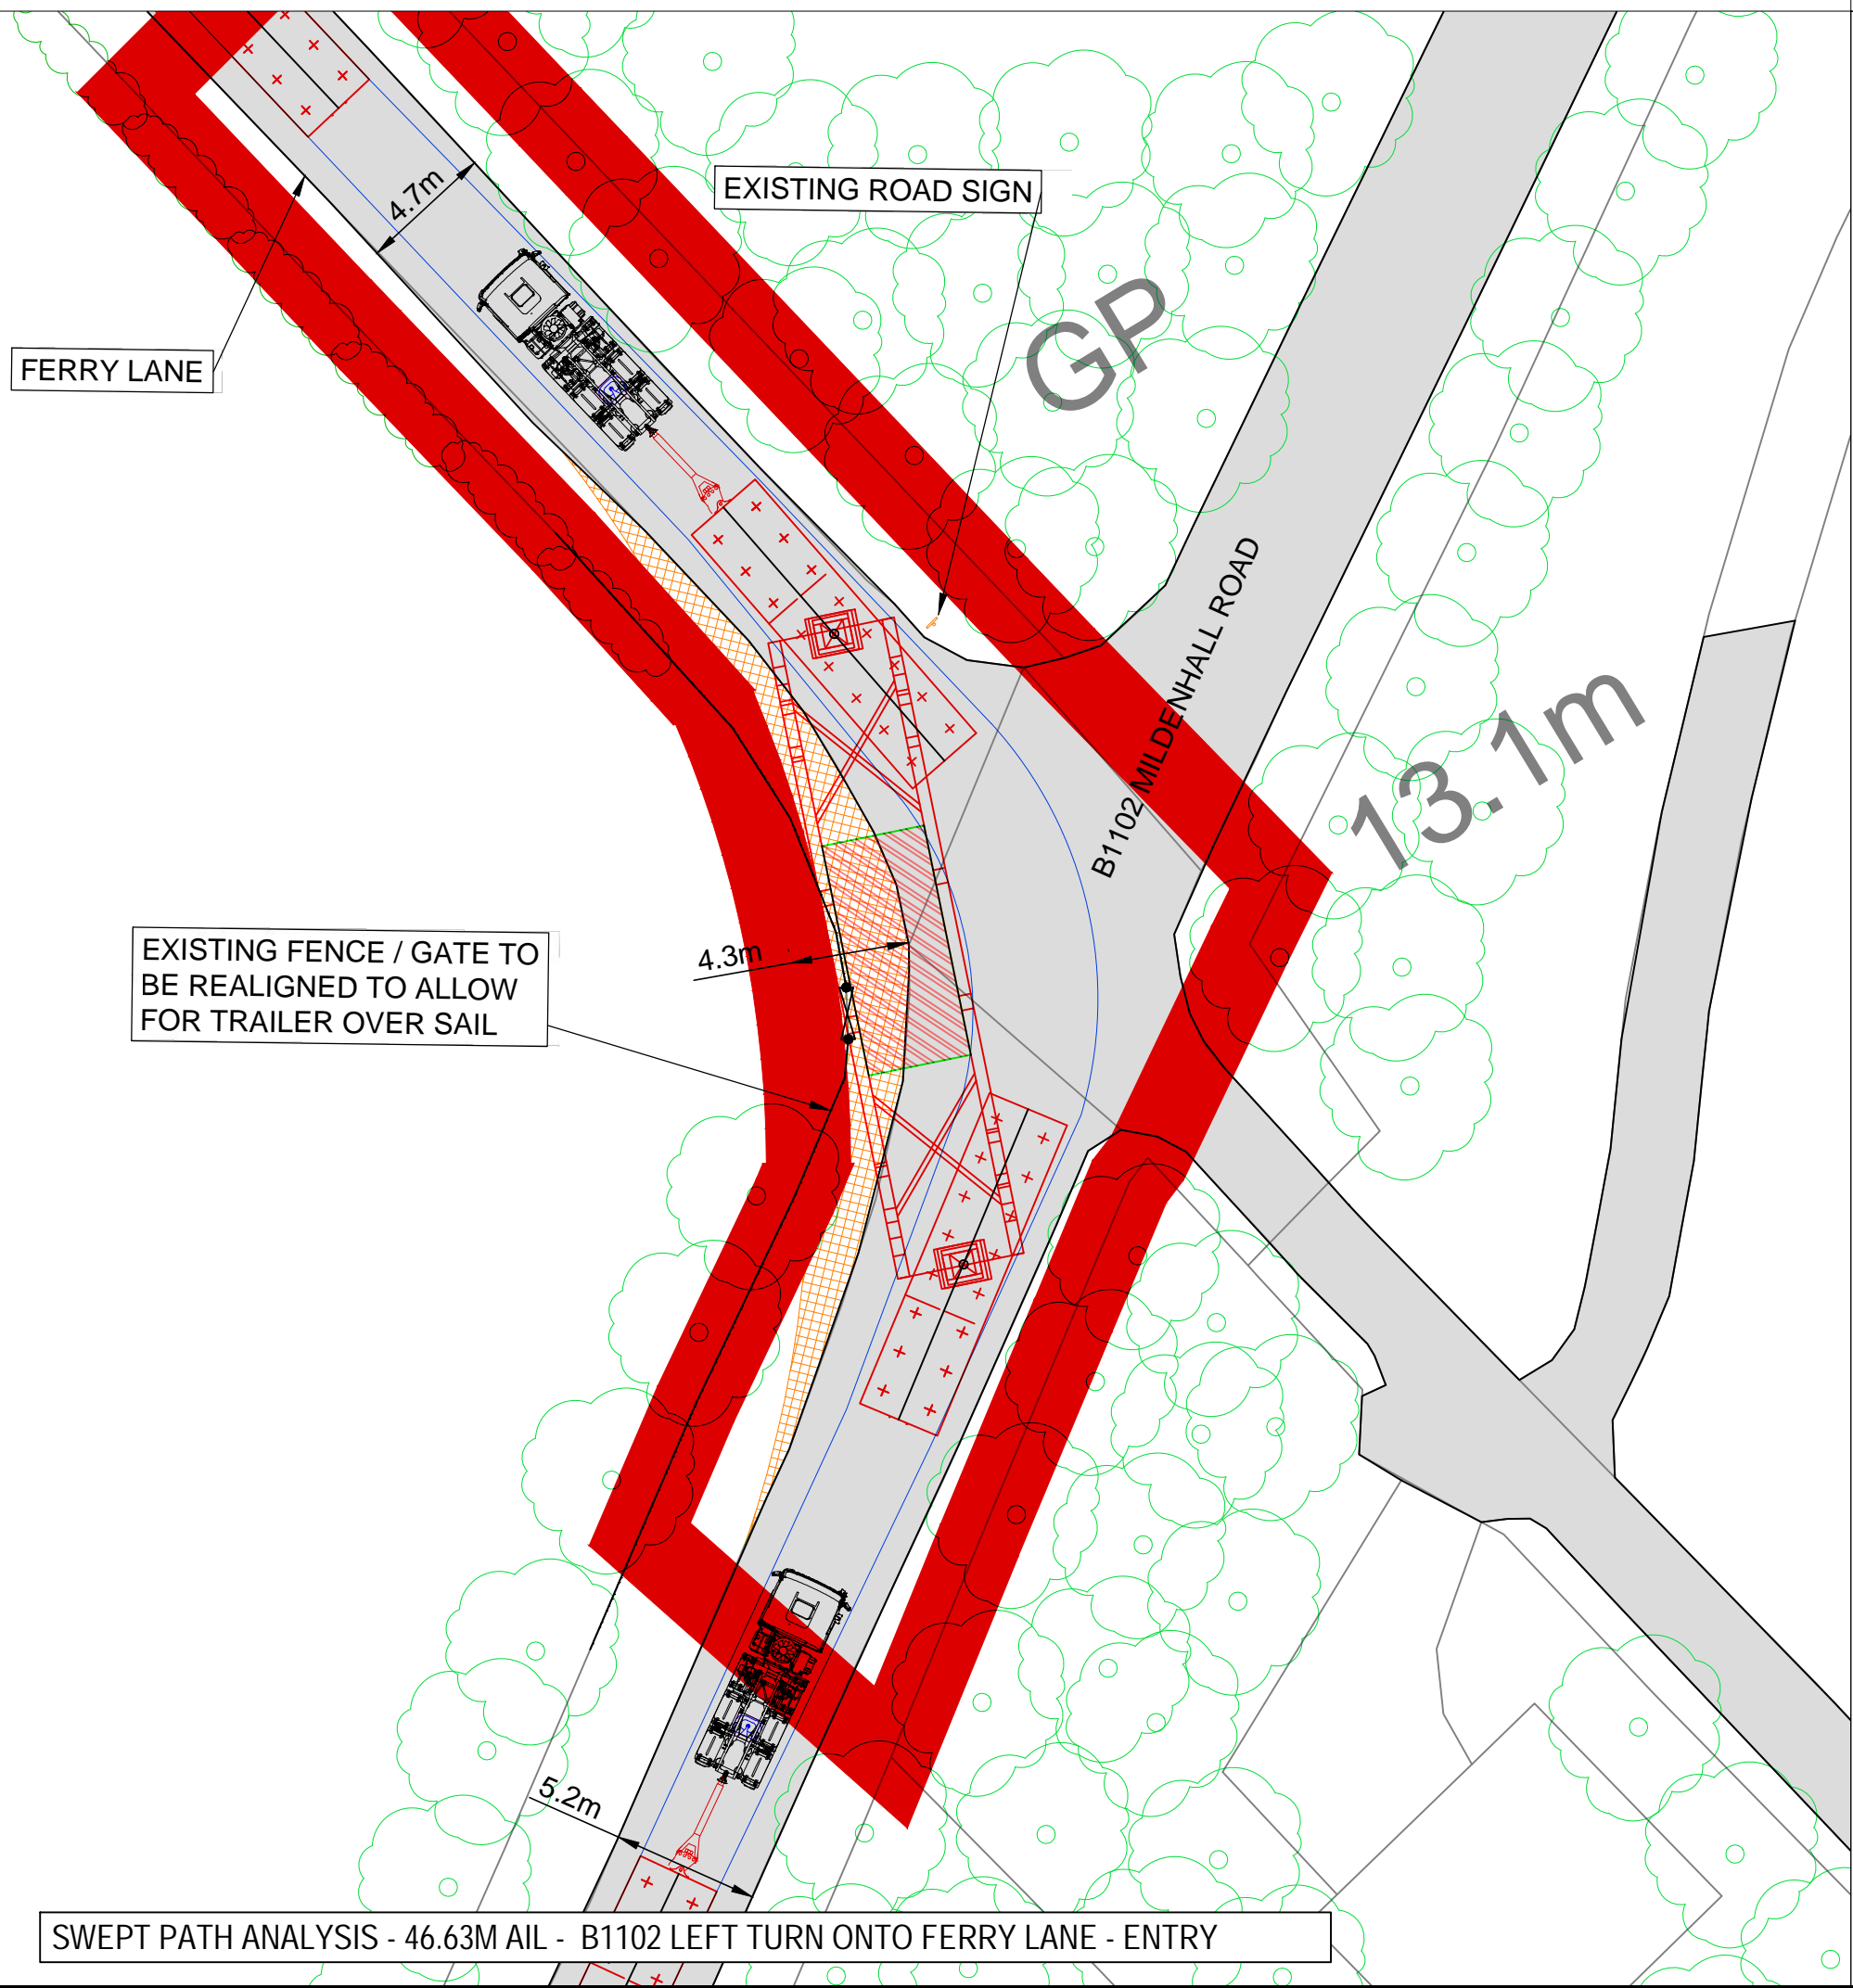 4.7m
EXISTING ROAD SIGN
GP
FERRY LANE
B1102 MILDENHALL ROAD
13.1m
EXISTING FENCE / GATE TO
BE REALIGNED TO ALLOW
FOR TRAILER OVER SAIL
4.3m
5.2m
SWEPT PATH ANALYSIS - 46.63M AIL - B1102 LEFT TURN ONTO FERRY LANE - ENTRY